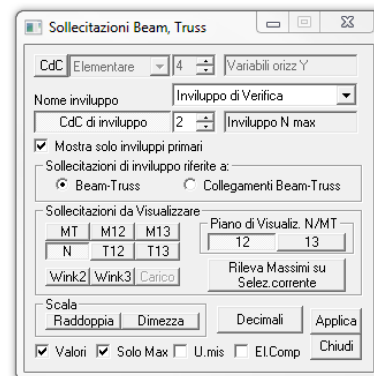 Sollecitazioni Beam, Truss
CdC Elementare 4 Variabili orizz Y
Nome inviluppo Inviluppo di Verifica
CdC di inviluppo 2 Inviluppo N max
Mostra solo inviluppi primari
Sollecitazioni di inviluppo riferite a:
Beam-Truss Collegamenti Beam-Truss
Sollecitazioni da Visualizzare
Piano di Visualiz. N/MT
MT M12 M13
12 13
N T12 T13
Wink2 Wink3 Carico
Rileva Massimi su
Selez.corrente
Scala
Raddoppia Dimezza
Decimali Applica
Valori Solo Max U.mis El.Comp Chiudi